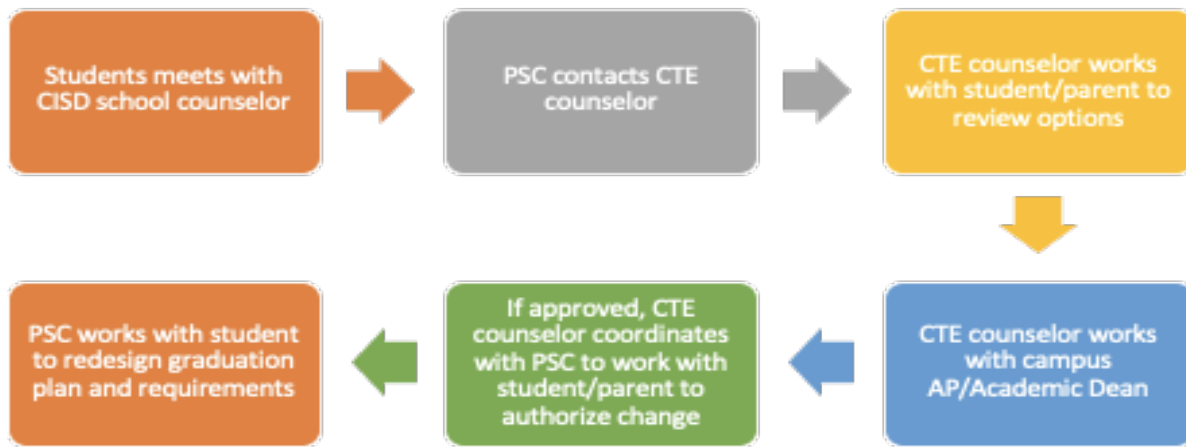 Students meets with
CISD school counselor
PSC contacts CTE
counselor
CTE counselor works
with student/parent to
review options
CTE counselor works
with campus
AP/Academic Dean
If approved, CTE
counselor coordinates
with PSC to work with
student/parent to
authorize change
PSC works with student
to redesign graduation
plan and requirements